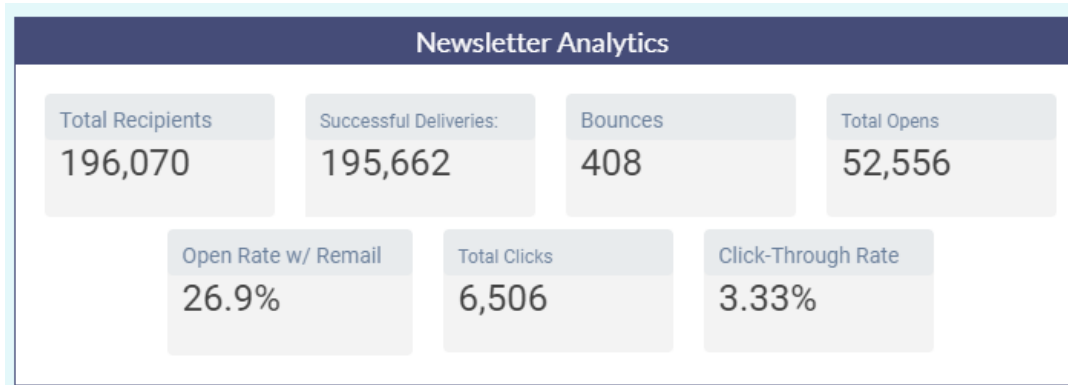 Newsletter Analytics
Total Recipients
196,070
Successful Deliveries:
195,662
Bounces
408
Total Opens
52,556
Open Rate w/ Remail
26.9%
Total Clicks
6,506
Click-Through Rate
3.33%